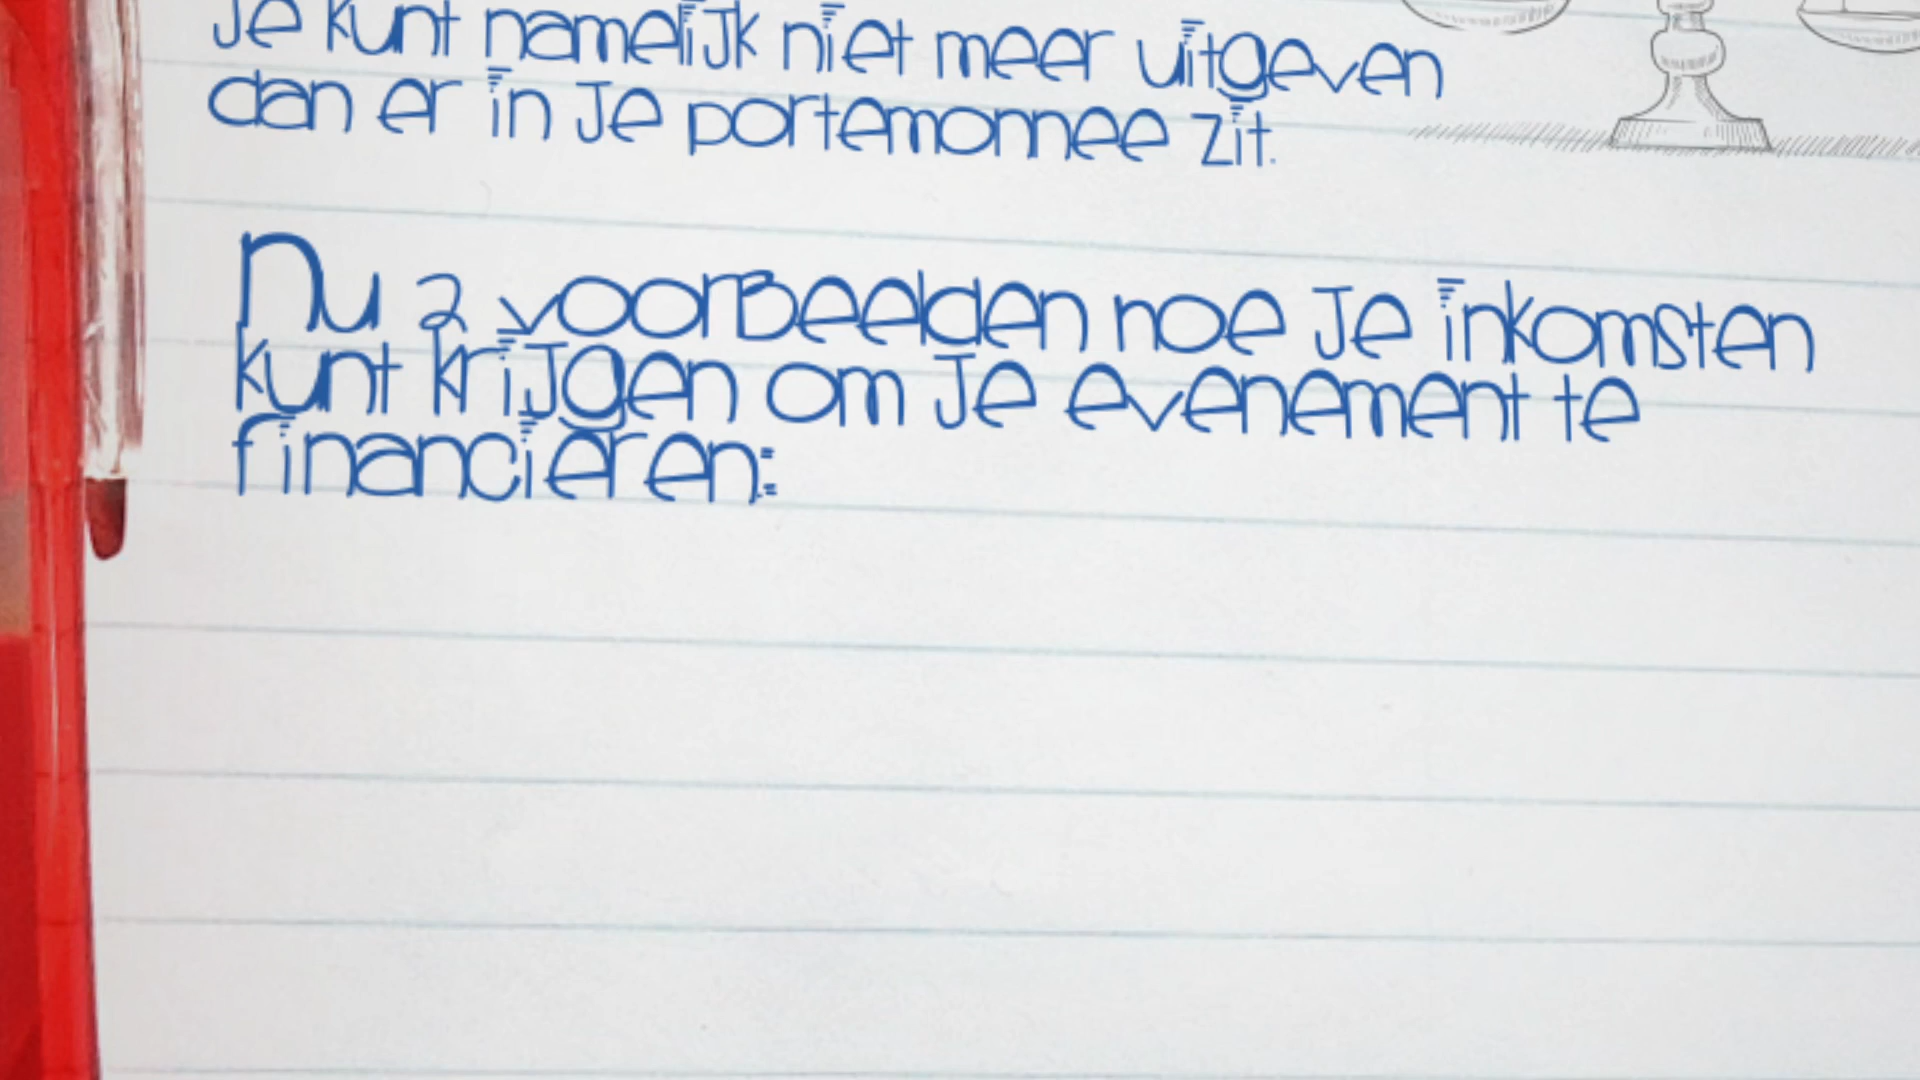 Je kunt namelijk niet meer uitgeven
dan er in je portemonnee zit.
Nu 2 voorbeelden hoe je inkomsten
kunt krijgen om je evenement te
financieren: